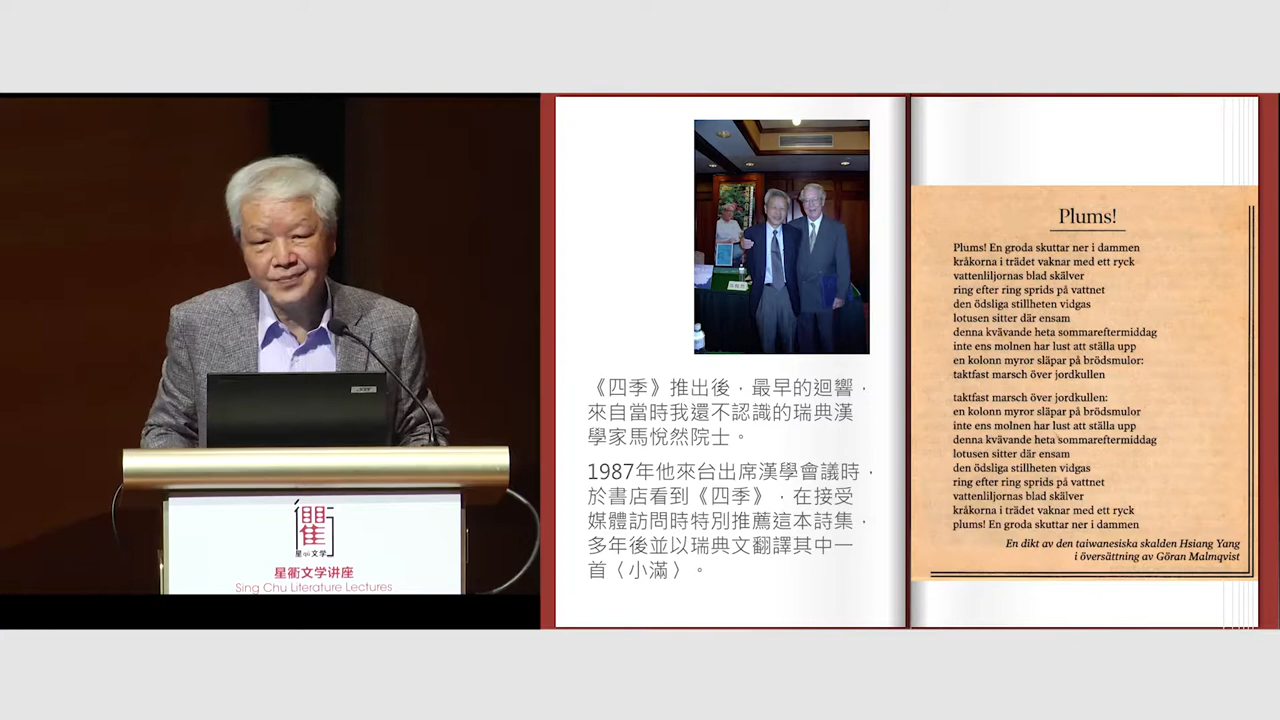 星qú文学
星衢文学讲座
Sing Chu Literature Lectures
《四季》推出後，最早的迴響，
來自當時我還不認識的瑞典漢
學家馬悅然院士。
1987年他來台出席漢學會議時，
於書店看到《四季》，在接受
媒體訪問時特別推薦這本詩集，
多年後並以瑞典文翻譯其中一
首〈小滿〉。
Plums!
Plums! En groda skuttar ner i dammen
kråkorna i trädet vaknar med ett ryck
vattenliljornas blad skälver
ring efter ring sprids på vattnet
den ödsliga stillheten vidgas
lotusen sitter där ensam
denna kvävande heta sommareftermiddag
inte ens molnen har lust att ställa upp
en kolonn myror släpar på brödsmulor:
taktfast marsch över jordkullen
taktfast marsch över jordkullen:
en kolonn myror släpar på brödsmulor
inte ens molnen har lust att ställa upp
denna kvävande heta sommareftermiddag
lotusen sitter där ensam
den ödsliga stillheten vidgas
ring efter ring sprids på vattnet
vattenliljornas blad skälver
kråkorna i trädet vaknar med ett ryck
plums! En groda skuttar ner i dammen
En dikt av den taiwanesiska skalden Hsiang Yang
i översättning av Göran Malmqvist